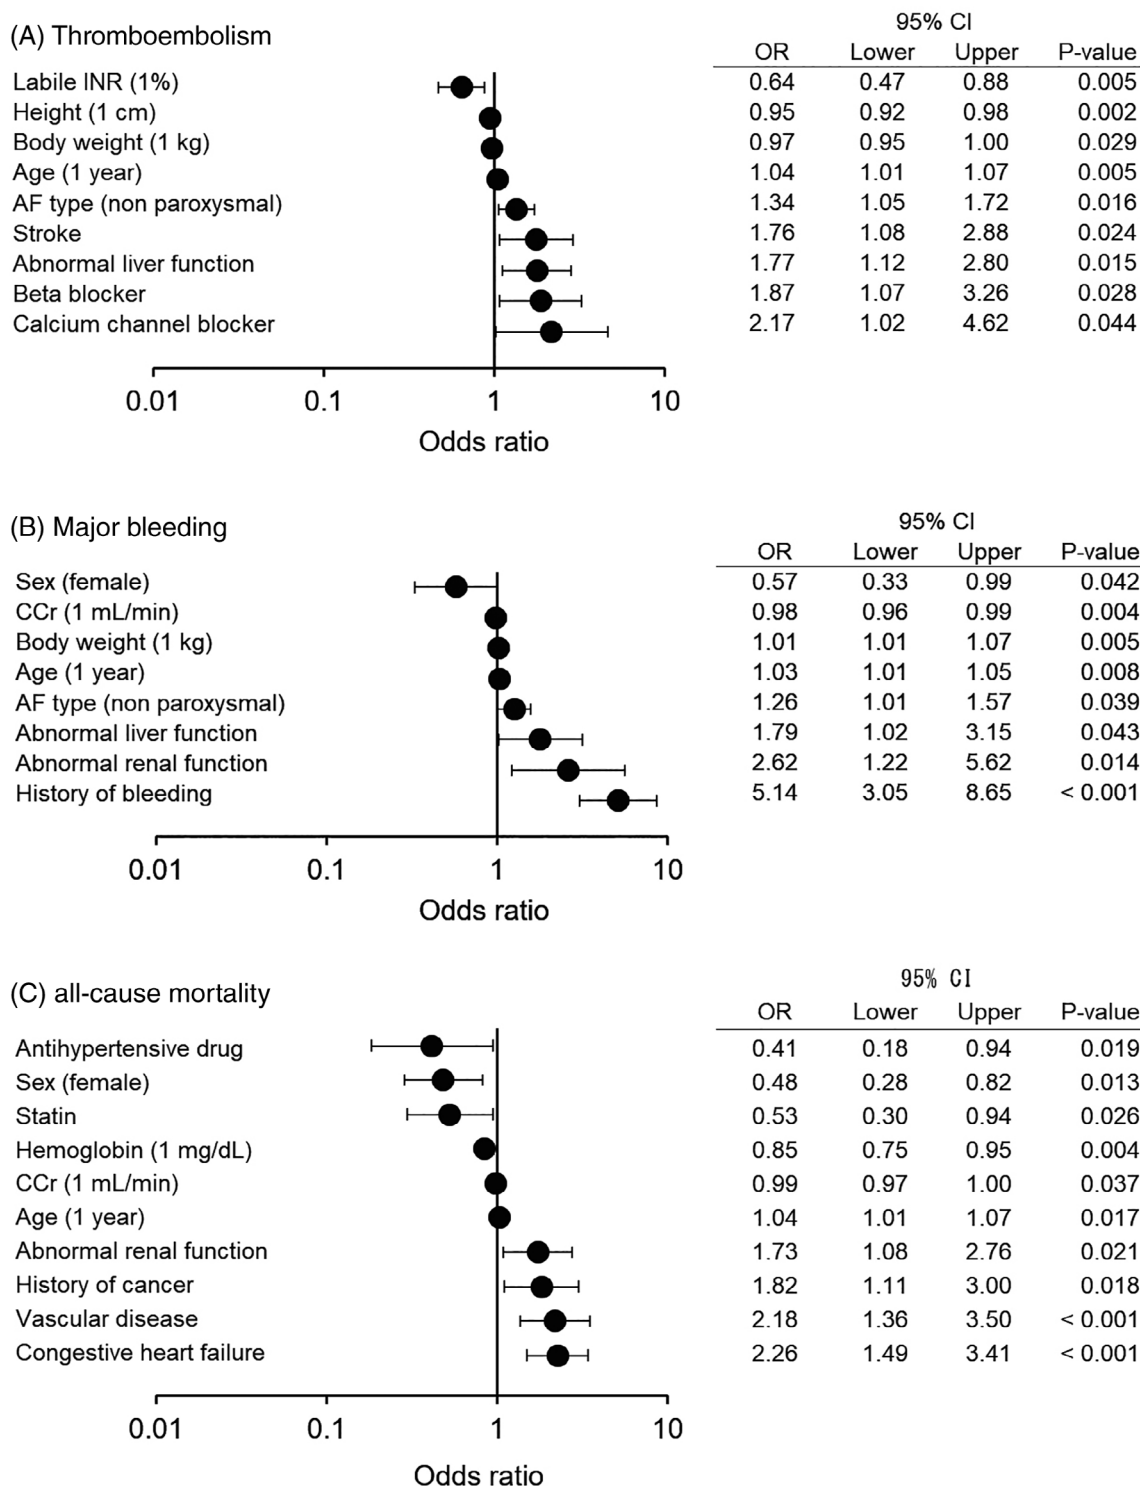 (A) Thromboembolism
95% CI
OR Lower Upper P-value
Labile INR (1%) 0.64 0.47 0.88 0.005
Height (1 cm) 0.95 0.92 0.98 0.002
Body weight (1 kg) 0.97 0.95 1.00 0.029
Age (1 year) 1.04 1.01 1.07 0.005
AF type (non paroxysmal) 1.34 1.05 1.72 0.016
Stroke 1.76 1.08 2.88 0.024
Abnormal liver function 1.77 1.12 2.80 0.015
Beta blocker 1.87 1.07 3.26 0.028
Calcium channel blocker 2.17 1.02 4.62 0.044
0.01 0.1 1 10
Odds ratio
(B) Major bleeding
95% CI
OR Lower Upper P-value
Sex (female) 0.57 0.33 0.99 0.042
CCr (1 mL/min) 0.98 0.96 0.99 0.004
Body weight (1 kg) 1.01 1.01 1.07 0.005
Age (1 year) 1.03 1.01 1.05 0.008
AF type (non paroxysmal) 1.26 1.01 1.57 0.039
Abnormal liver function 1.79 1.02 3.15 0.043
Abnormal renal function 2.62 1.22 5.62 0.014
History of bleeding 5.14 3.05 8.65 < 0.001
0.01 0.1 1 10
Odds ratio
(C) all-cause mortality
95% CI
OR Lower Upper P-value
Antihypertensive drug 0.41 0.18 0.94 0.019
Sex (female) 0.48 0.28 0.82 0.013
Statin 0.53 0.30 0.94 0.026
Hemoglobin (1 mg/dL) 0.85 0.75 0.95 0.004
CCr (1 mL/min) 0.99 0.97 1.00 0.037
Age (1 year) 1.04 1.01 1.07 0.017
Abnormal renal function 1.73 1.08 2.76 0.021
History of cancer 1.82 1.11 3.00 0.018
Vascular disease 2.18 1.36 3.50 < 0.001
Congestive heart failure 2.26 1.49 3.41 < 0.001
0.01 0.1 1 10
Odds ratio